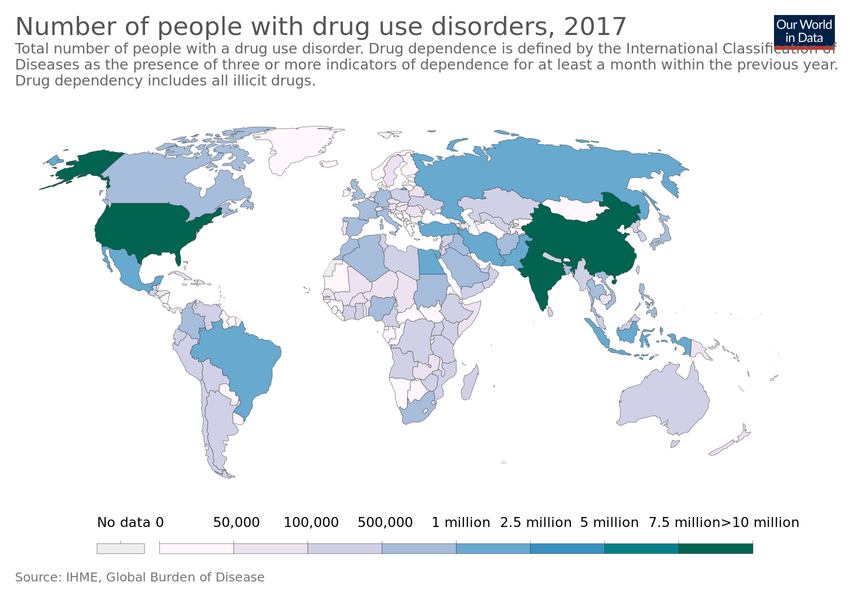 Number of people with drug use disorders, 2017
Our World
in Data
Total number of people with a drug use disorder. Drug dependence is defined by the International Classification of
Diseases as the presence of three or more indicators of dependence for at least a month within the previous year.
Drug dependency includes all illicit drugs.
No data 0 50,000 100,000 500,000 1 million 2.5 million 5 million 7.5 million >10 million
Source: IHME, Global Burden of Disease